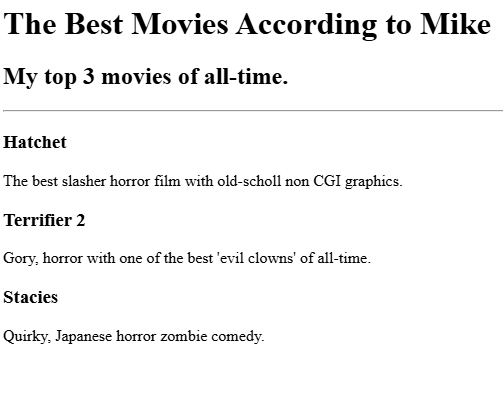 The Best Movies According to Mike
My top 3 movies of all-time.
Hatchet
The best slasher horror film with old-scholl non CGI graphics.
Terrifier 2
Gory, horror with one of the best 'evil clowns' of all-time.
Stacies
Quirky, Japanese horror zombie comedy.